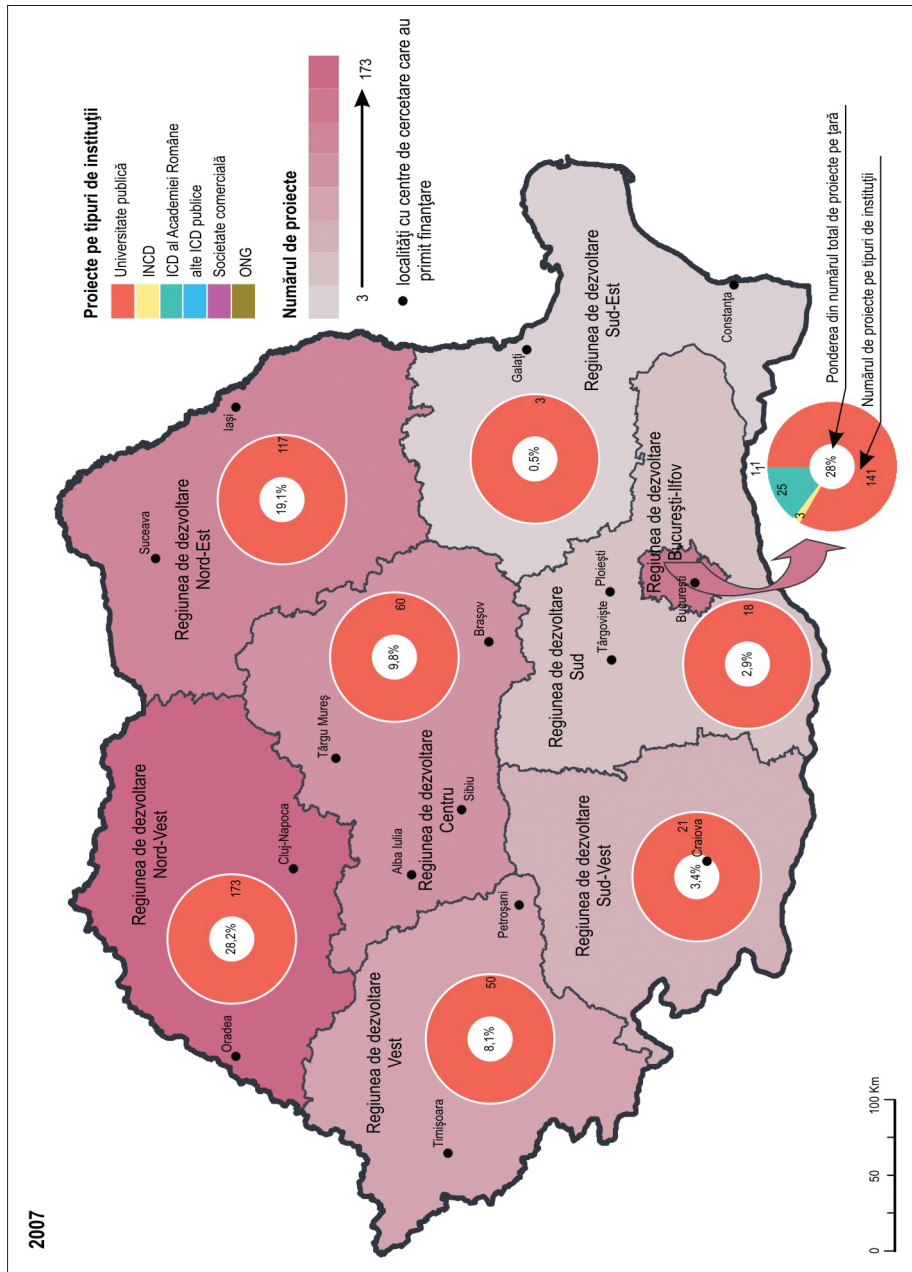 2007
Proiecte pe tipuri de instituții
Universitate publică
INCD
ICD al Academiei Române
alte ICD publice
Societate comercială
ONG
Numărul de proiecte
3
173
localități cu centre de cercetare care au
primit finanțare
Regiunea de dezvoltare
Nord-Vest
Oradea
Cluj-Napoca
173
28,2%
Regiunea de dezvoltare
Nord-Est
Suceava
Iași
117
19,1%
Regiunea de dezvoltare
Vest
Timișoara
Petroșani
50
8,1%
Regiunea de dezvoltare
Centru
Alba Iulia
Sibiu
Târgu Mureș
Brașov
60
9,8%
Regiunea de dezvoltare
Sud-Est
Galați
Constanța
3
0,5%
Regiunea de dezvoltare
Sud-Vest
21
3,4%
Craiova
Regiunea de dezvoltare
Sud
Târgoviște
Ploiești
18
2,9%
Regiunea de dezvoltare
București-Ilfov
București
1
1
25
3
28%
141
Ponderea din numărul total de proiecte pe țară
Numărul de proiecte pe tipuri de instituții
0
50
100 Km